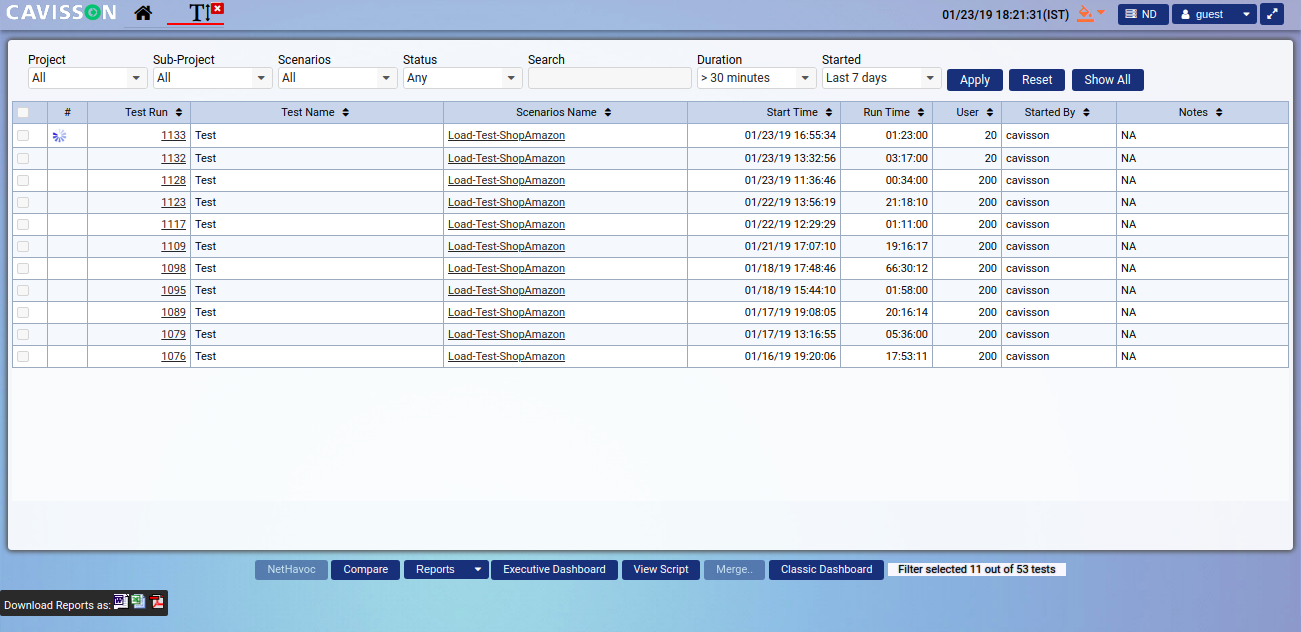 CAVISSON T 01/23/19 18:21:31(IST) ND guest
Project Sub-Project Scenarios Status Search Duration Started
All All All Any > 30 minutes Last 7 days Apply Reset Show All
# Test Run Test Name Scenarios Name Start Time Run Time User Started By Notes
1133 Test Load-Test-ShopAmazon 01/23/19 16:55:34 01:23:00 20 cavisson NA
1132 Test Load-Test-ShopAmazon 01/23/19 13:32:56 03:17:00 20 cavisson NA
1128 Test Load-Test-ShopAmazon 01/23/19 11:36:46 00:34:00 200 cavisson NA
1123 Test Load-Test-ShopAmazon 01/22/19 13:56:19 21:18:10 200 cavisson NA
1117 Test Load-Test-ShopAmazon 01/22/19 12:29:29 01:11:00 200 cavisson NA
1109 Test Load-Test-ShopAmazon 01/21/19 17:07:10 19:16:17 200 cavisson NA
1098 Test Load-Test-ShopAmazon 01/18/19 17:48:46 66:30:12 200 cavisson NA
1095 Test Load-Test-ShopAmazon 01/18/19 15:44:10 01:58:00 200 cavisson NA
1089 Test Load-Test-ShopAmazon 01/17/19 19:08:05 20:16:14 200 cavisson NA
1079 Test Load-Test-ShopAmazon 01/17/19 13:16:55 05:36:00 200 cavisson NA
1076 Test Load-Test-ShopAmazon 01/16/19 19:20:06 17:53:11 200 cavisson NA
NetHavoc Compare Reports Executive Dashboard View Script Merge.. Classic Dashboard Filter selected 11 out of 53 tests
Download Reports as: